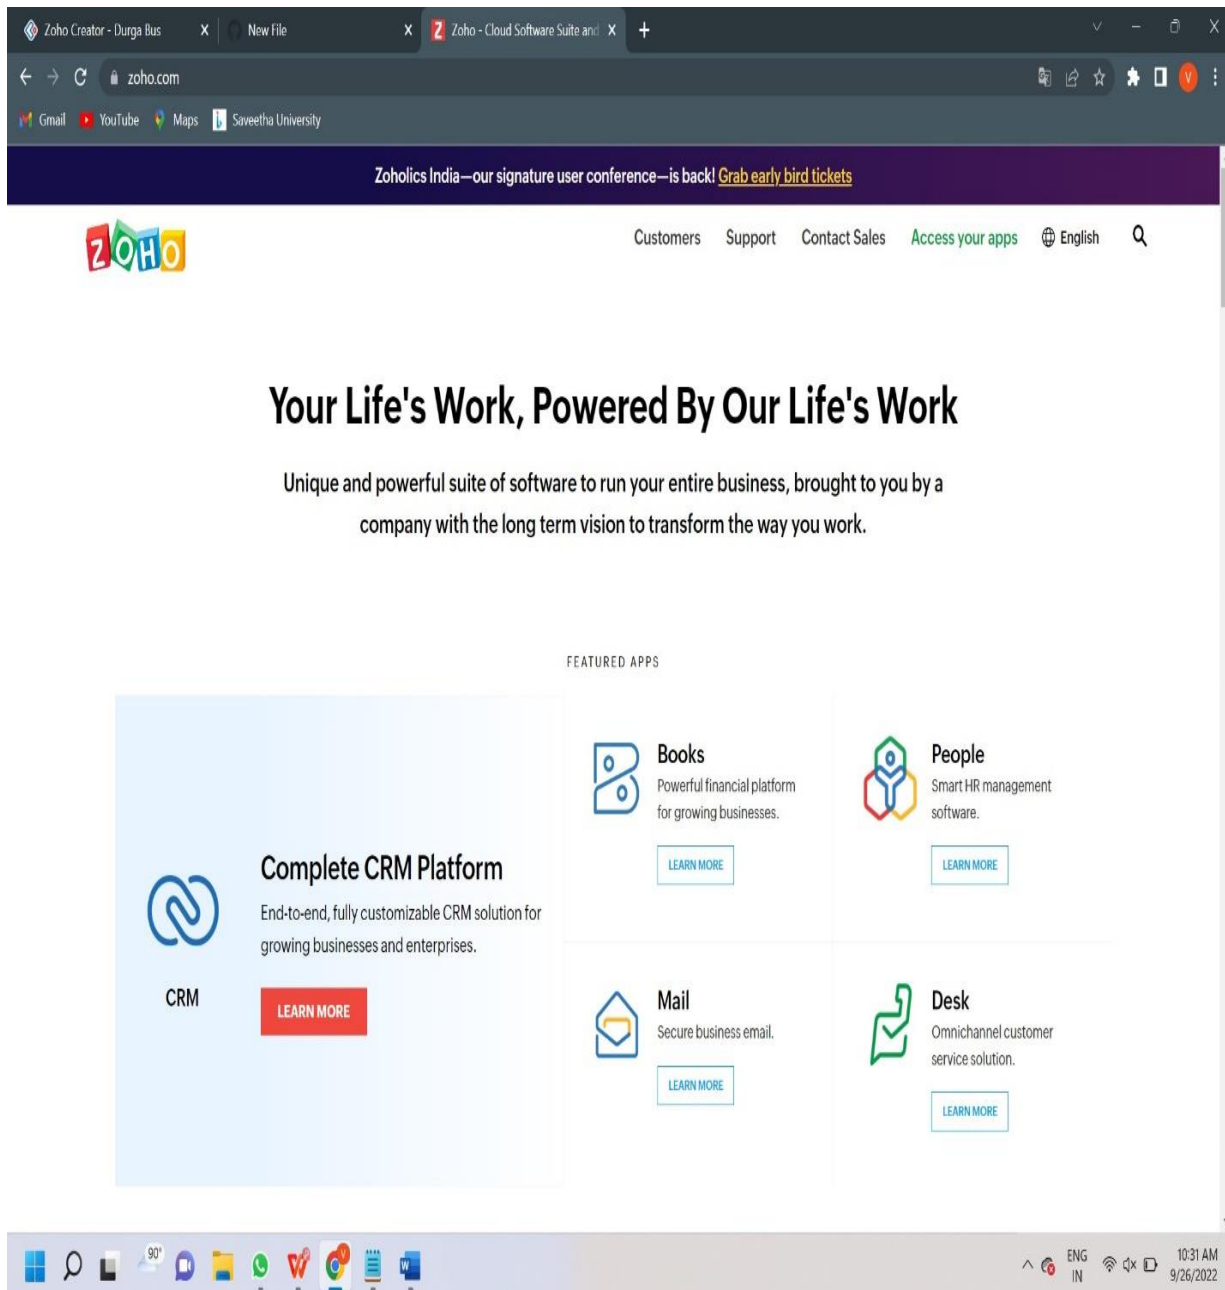 Zoho Creator - Durga Bus
New File
Zoho - Cloud Software Suite and
zoho.com
V
Gmail
YouTube
Maps
Saveetha University
Zoholics India—our signature user conference—is back! Grab early bird tickets
ZOHO
Customers
Support
Contact Sales
Access your apps
English
Your Life's Work, Powered By Our Life's Work
Unique and powerful suite of software to run your entire business, brought to you by a
company with the long term vision to transform the way you work.
FEATURED APPS
CRM
Complete CRM Platform
End-to-end, fully customizable CRM solution for
growing businesses and enterprises.
LEARN MORE
Books
Powerful financial platform
for growing businesses.
LEARN MORE
People
Smart HR management
software.
LEARN MORE
Mail
Secure business email.
LEARN MORE
Desk
Omnichannel customer
service solution.
LEARN MORE
90°
ENG
IN
10:31 AM
9/26/2022